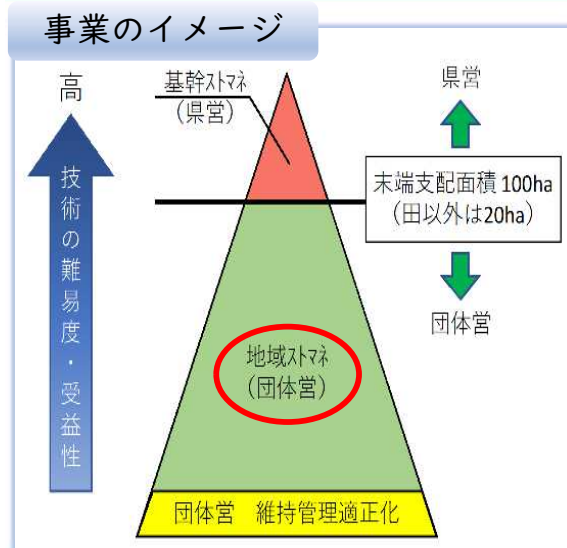 事業のイメージ
高
技術の難易度・受益性
基幹ｽﾄﾏﾈ
（県営）
県営
末端支配面積 100ha
（田以外は20ha）
団体営
地域ｽﾄﾏﾈ
（団体営）
団体営　維持管理適正化